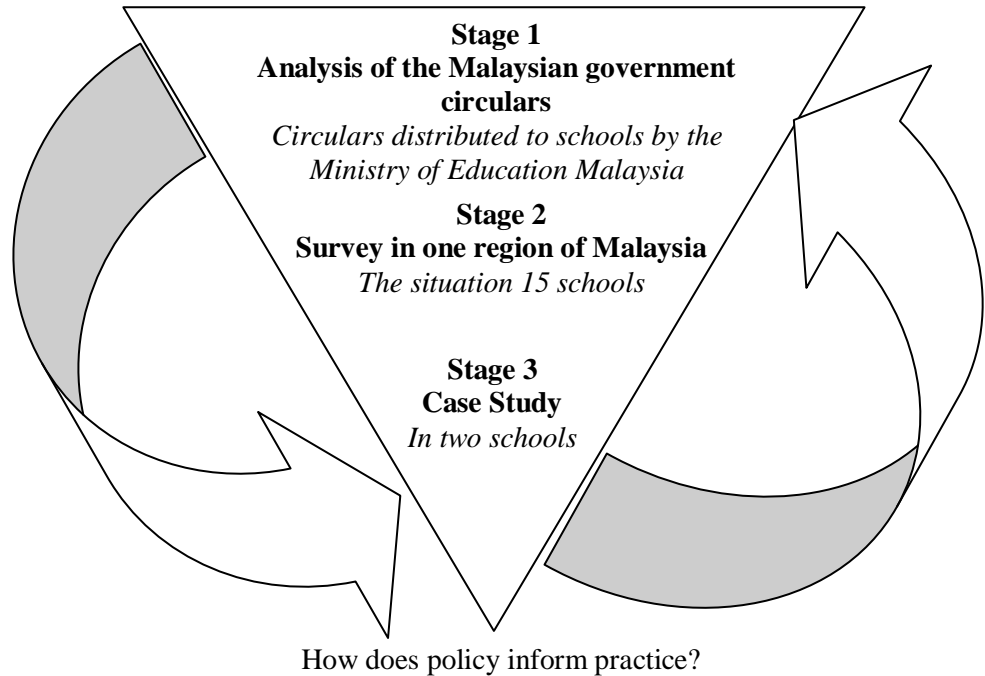 Stage 1
Analysis of the Malaysian government
circulars
Circulars distributed to schools by the
Ministry of Education Malaysia
Stage 2
Survey in one region of Malaysia
The situation 15 schools
Stage 3
Case Study
In two schools
How does policy inform practice?